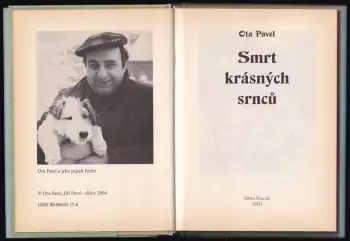 Ota Pavel a jeho pejsek
© Ota Pavel, Jiří Pavel – dědic 2004
ISBN 80-86610-17-6
Ota Pavel
Smrt
krásných
srnců
2004